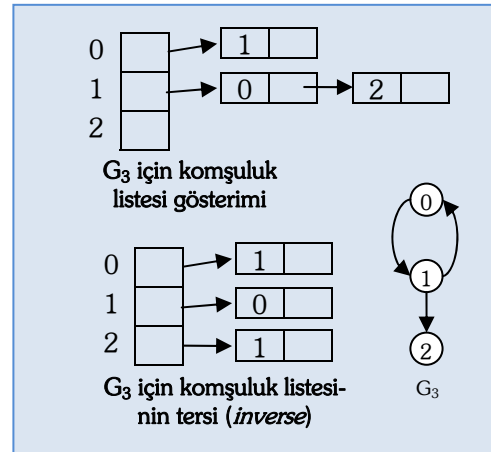 0 1
1 0 2
2
G3 için komşuluk
listesi gösterimi
0 1
1 0
2 1
G3 için komşuluk listesi-
nin tersi (inverse)
0
1
2
G3